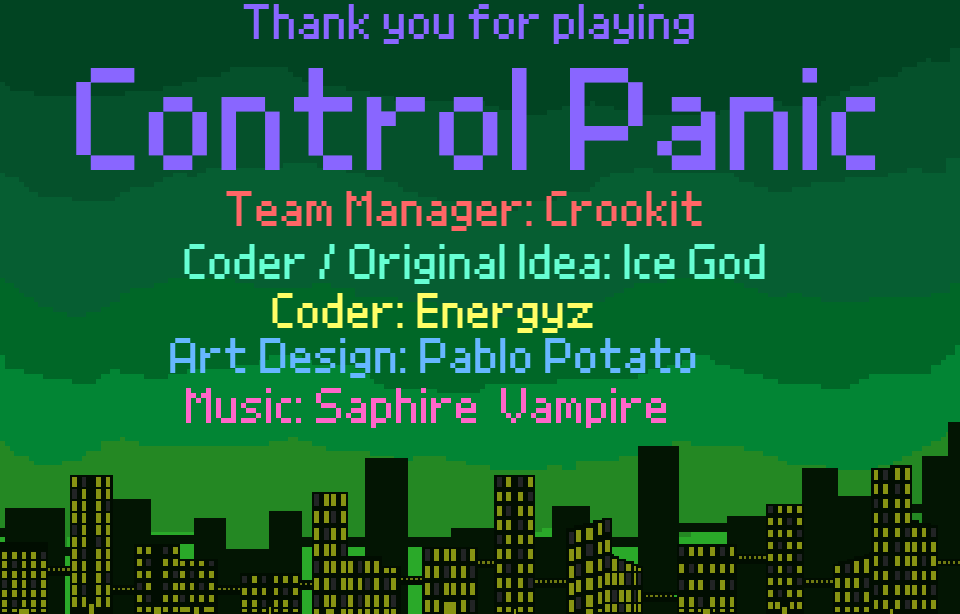 Thank you for playing
Control Panic
Team Manager: Crookit
Coder / Original Idea: Ice God
Coder: Energyz
Art Design: Pablo Potato
Music: Saphire Vampire